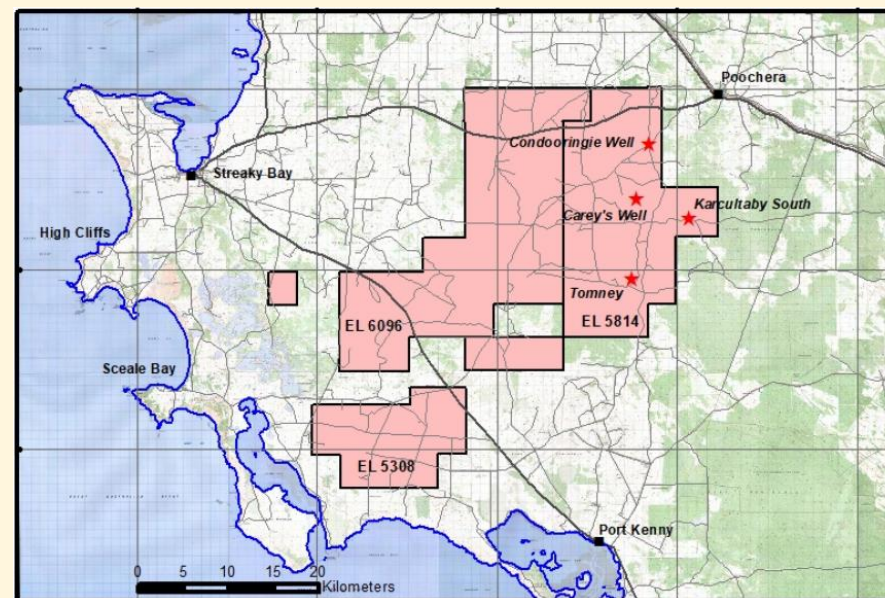 Poochera
Condooringie Well
Streaky Bay
Carey's Well
Karcultaby South
High Cliffs
Tomney
EL 6096
EL 5814
Sceale Bay
EL 5308
Port Kenny
0 5 10 20
Kilometers